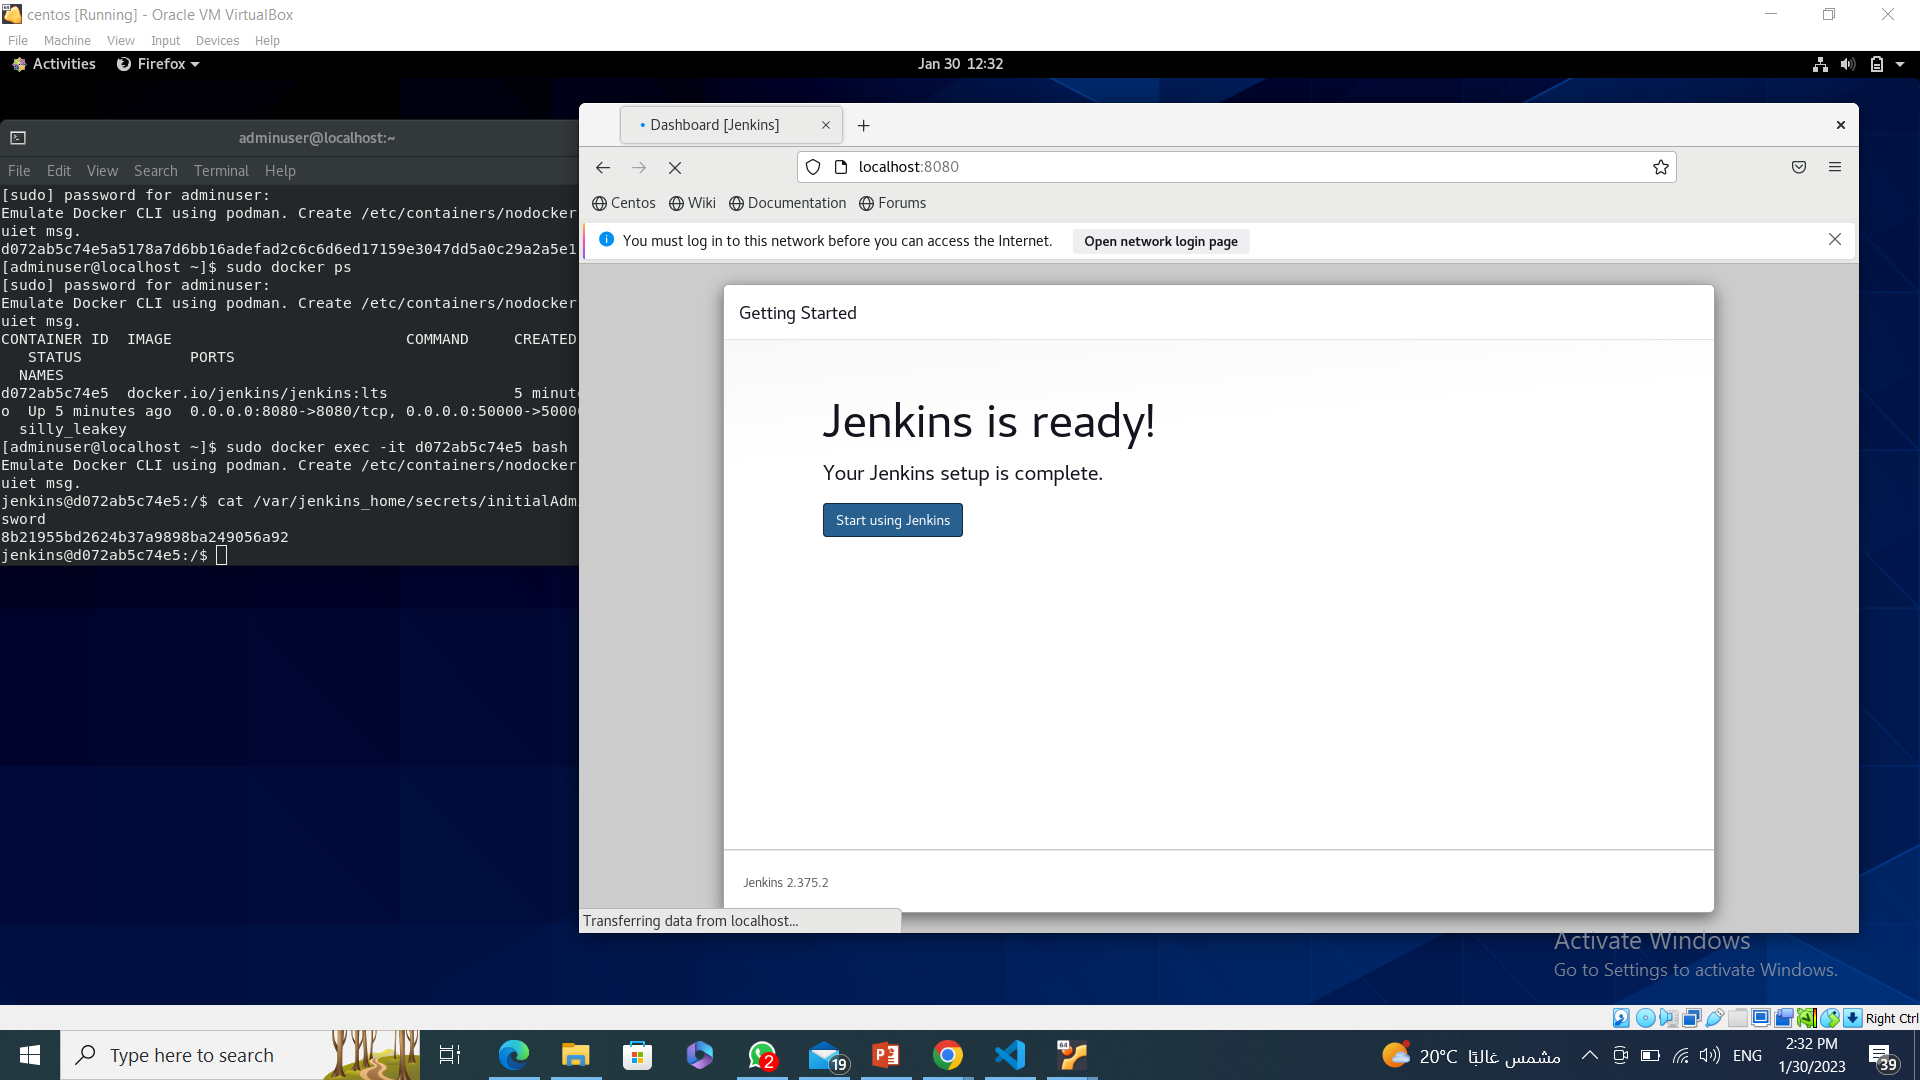 centos [Running] - Oracle VM VirtualBox
File Machine View Input Devices Help
Activities Firefox Jan 30 12:32
adminuser@localhost:~
File Edit View Search Terminal Help
[sudo] password for adminuser:
Emulate Docker CLI using podman. Create /etc/containers/nodocker
uiet msg.
d072ab5c74e5a5178a7d6bb16adefad2c6c6d6ed17159e3047dd5a0c29a2a5e1
[adminuser@localhost ~]$ sudo docker ps
[sudo] password for adminuser:
Emulate Docker CLI using podman. Create /etc/containers/nodocker
uiet msg.
CONTAINER ID IMAGE COMMAND CREATED
STATUS PORTS
NAMES
d072ab5c74e5 docker.io/jenkins/jenkins:lts 5 minut
o Up 5 minutes ago 0.0.0.0:8080->8080/tcp, 0.0.0.0:50000->5000
silly_leakey
[adminuser@localhost ~]$ sudo docker exec -it d072ab5c74e5 bash
Emulate Docker CLI using podman. Create /etc/containers/nodocker
uiet msg.
jenkins@d072ab5c74e5:/$ cat /var/jenkins_home/secrets/initialAdm
sword
8b21955bd2624b37a9898ba249056a92
jenkins@d072ab5c74e5:/$
Dashboard [Jenkins]
localhost:8080
Centos Wiki Documentation Forums
You must log in to this network before you can access the Internet. Open network login page
Getting Started
Jenkins is ready!
Your Jenkins setup is complete.
Start using Jenkins
Jenkins 2.375.2
Transferring data from localhost...
Activate Windows
Go to Settings to activate Windows.
Right Ctrl
Type here to search
2
19
64
20°C مشمس غالبًا
ENG
2:32 PM
1/30/2023
39